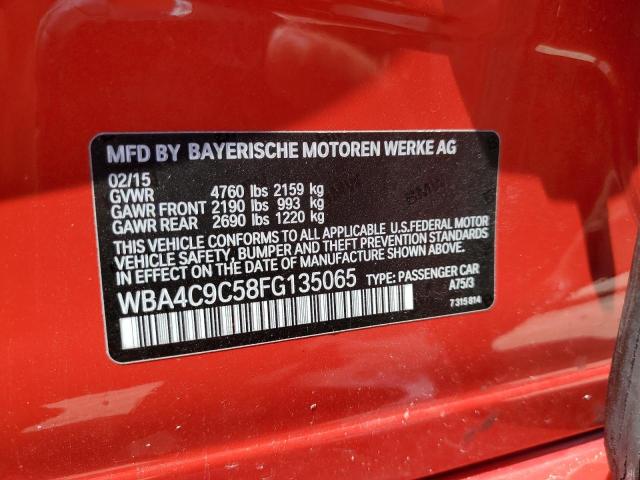 MFD BY BAYERISCHE MOTOREN WERKE AG
02/15
GVWR 4760 lbs 2159 kg
GAWR FRONT 2190 lbs 993 kg
GAWR REAR 2690 lbs 1220 kg
THIS VEHICLE CONFORMS TO ALL APPLICABLE U.S.FEDERAL MOTOR
VEHICLE SAFETY, BUMPER AND THEFT PREVENTION STANDARDS
IN EFFECT ON THE DATE OF MANUFACTURE SHOWN ABOVE.
WBA4C9C58FG135065 TYPE: PASSENGER CAR
A75/3
7315814